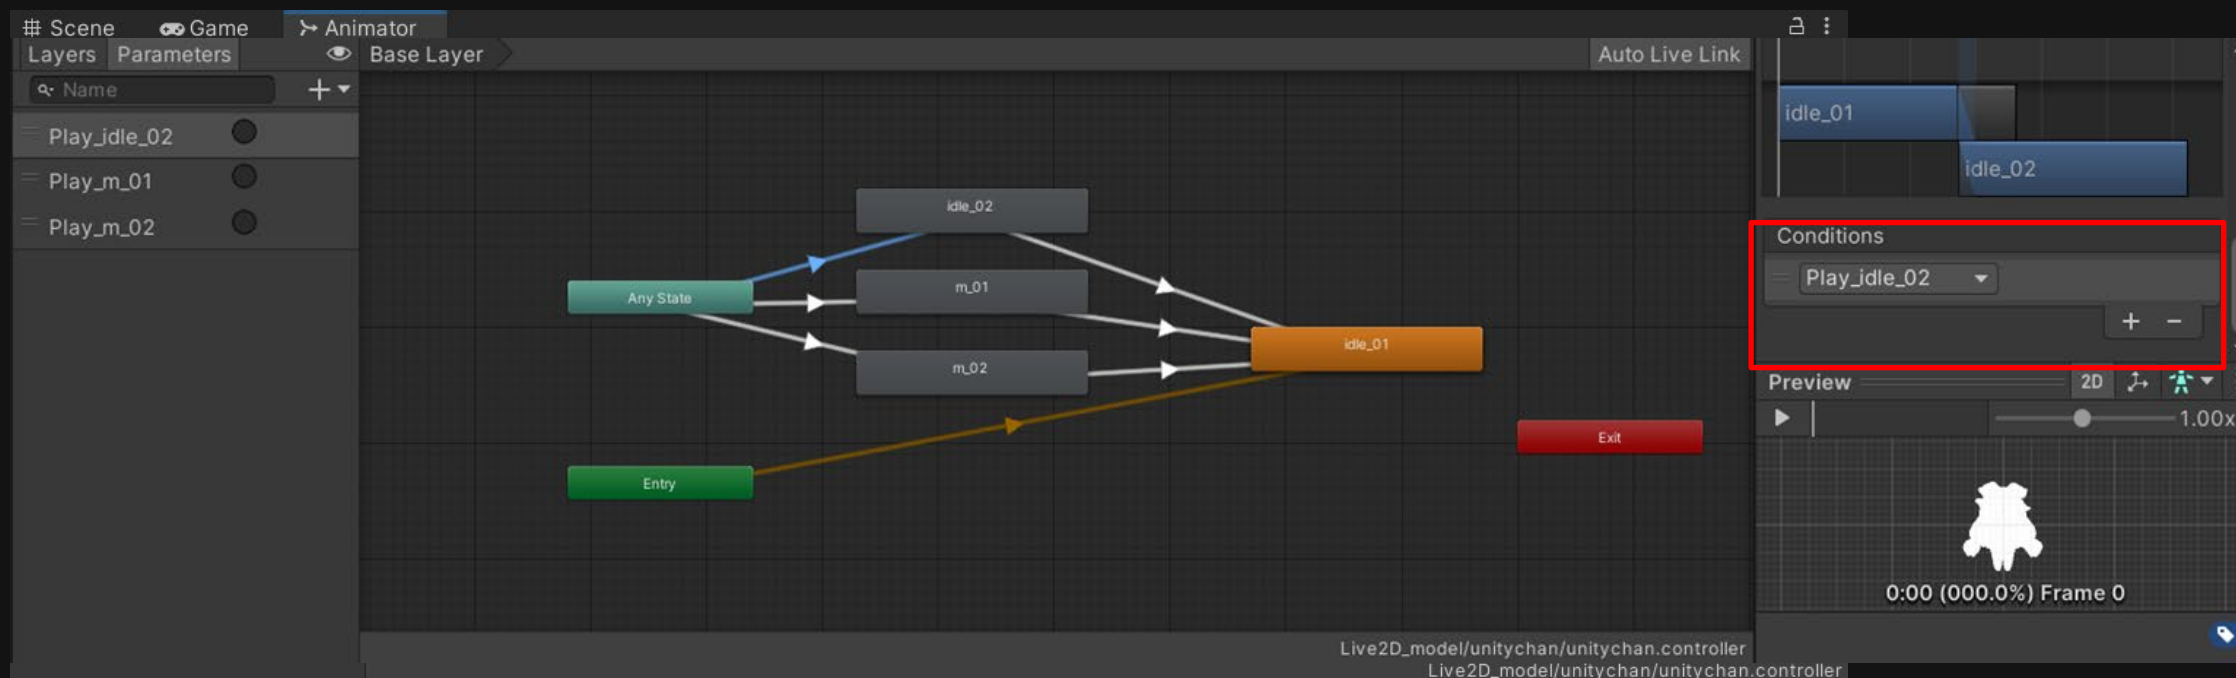 Scene Game Animator
Layers Parameters
Base Layer
Auto Live Link
Name
Play_idle_02
Play_m_01
Play_m_02
idle_02
Any State
m_01
m_02
idle_01
Entry
Exit
Live2D_model/unitychan/unitychan.controller
Live2D_model/unitychan/unitychan.controller
idle_01
idle_02
Conditions
Play_idle_02
Preview
2D
1.00x
0:00 (000.0%) Frame 0